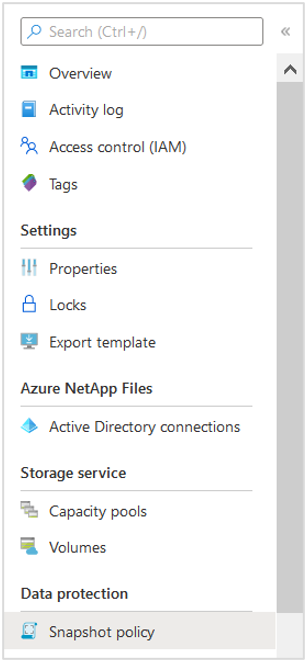 Search (Ctrl+/)
Overview
Activity log
Access control (IAM)
Tags
Settings
Properties
Locks
Export template
Azure NetApp Files
Active Directory connections
Storage service
Capacity pools
Volumes
Data protection
Snapshot policy